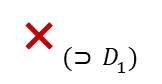 ❌ (⊃ D₁)